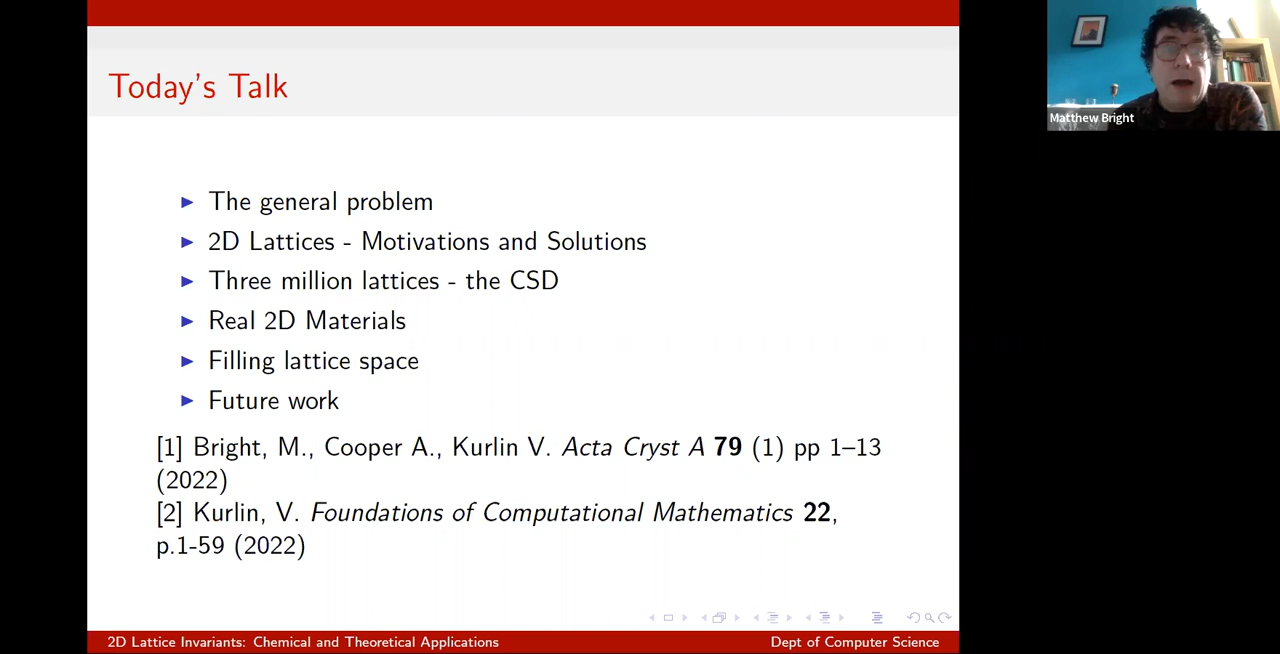 Today's Talk
Matthew Bright
The general problem
2D Lattices - Motivations and Solutions
Three million lattices - the CSD
Real 2D Materials
Filling lattice space
Future work
[1] Bright, M., Cooper A., Kurlin V. Acta Cryst A 79 (1) pp 1–13
(2022)
[2] Kurlin, V. Foundations of Computational Mathematics 22,
p.1-59 (2022)
2D Lattice Invariants: Chemical and Theoretical Applications
Dept of Computer Science